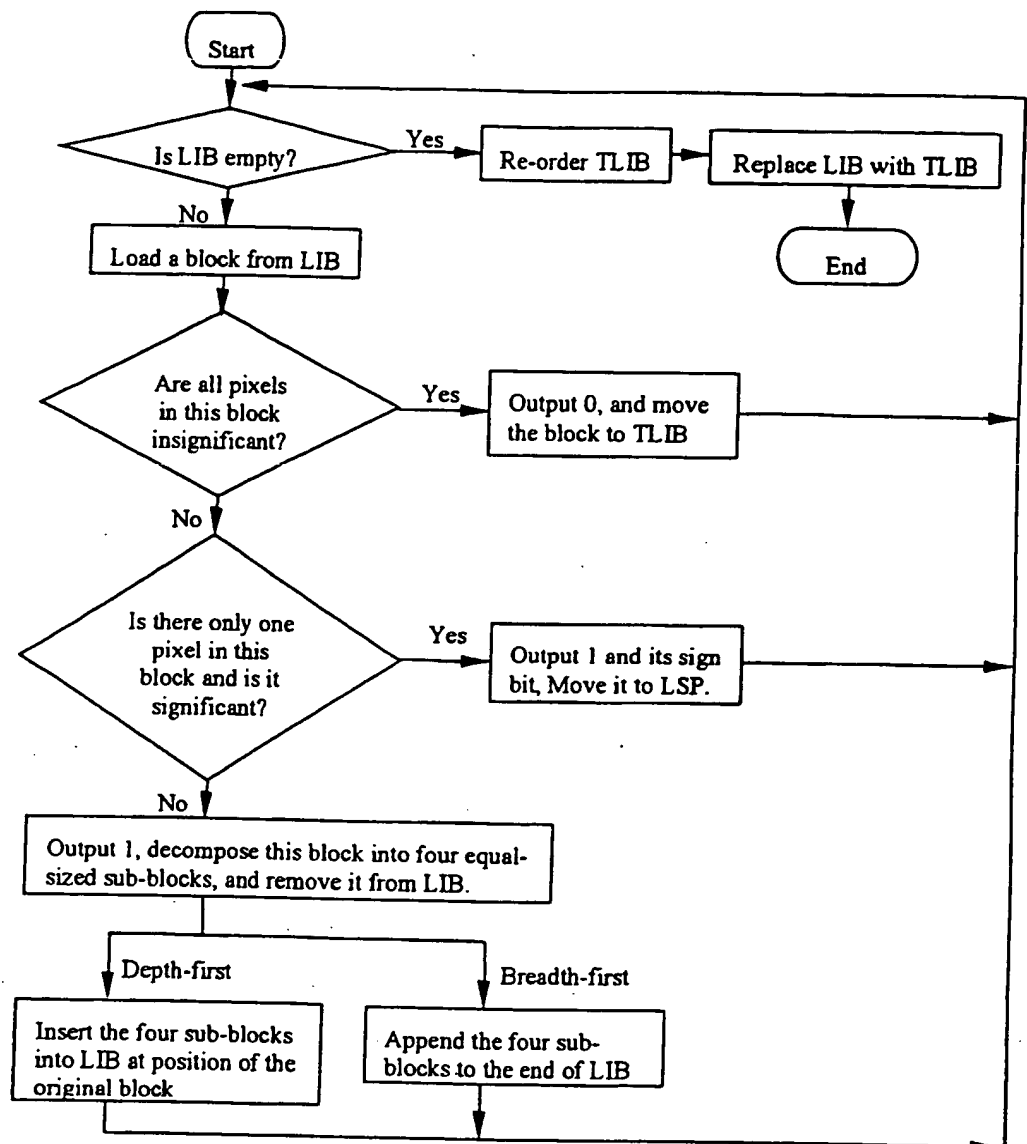 Start
Is LIB empty?
Yes
Re-order TLIB
Replace LIB with TLIB
No
Load a block from LIB
End
Are all pixels
in this block
insignificant?
Yes
Output 0, and move
the block to TLIB
No
Is there only one
pixel in this
block and is it
significant?
Yes
Output 1 and its sign
bit, Move it to LSP.
No
Output 1, decompose this block into four equal-
sized sub-blocks, and remove it from LIB.
Depth-first
Breadth-first
Insert the four sub-blocks
into LIB at position of the
original block
Append the four sub-
blocks to the end of LIB